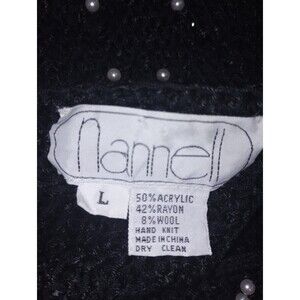 nannell
L
50% ACRYLIC
42% RAYON
8% WOOL
HAND KNIT
MADE IN CHINA
DRY CLEAN